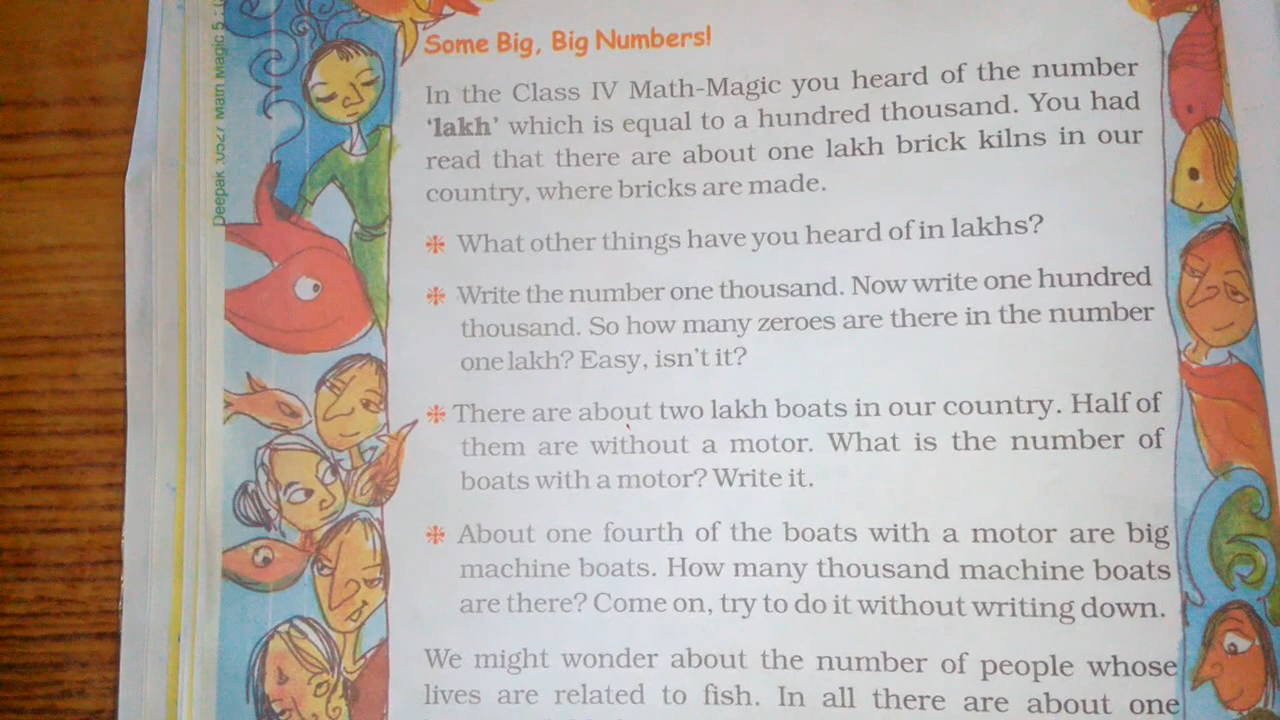 Some Big, Big Numbers!
In the Class IV Math-Magic you heard of the number
‘lakh’ which is equal to a hundred thousand. You had
read that there are about one lakh brick kilns in our
country, where bricks are made.
What other things have you heard of in lakhs?
Write the number one thousand. Now write one hundred
thousand. So how many zeroes are there in the number
one lakh? Easy, isn’t it?
There are about two lakh boats in our country. Half of
them are without a motor. What is the number of
boats with a motor? Write it.
About one fourth of the boats with a motor are big
machine boats. How many thousand machine boats
are there? Come on, try to do it without writing down.
We might wonder about the number of people whose
lives are related to fish. In all there are about one
Deepak Math Magic 5